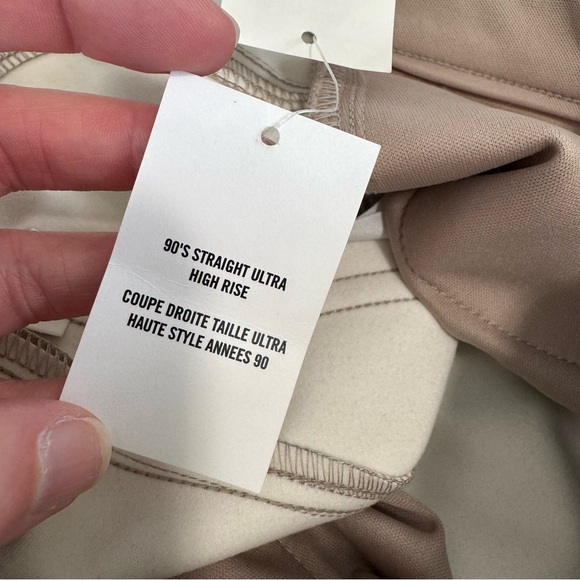 90'S STRAIGHT ULTRA
HIGH RISE
COUPE DROITE TAILLE ULTRA
HAUTE STYLE ANNEES 90